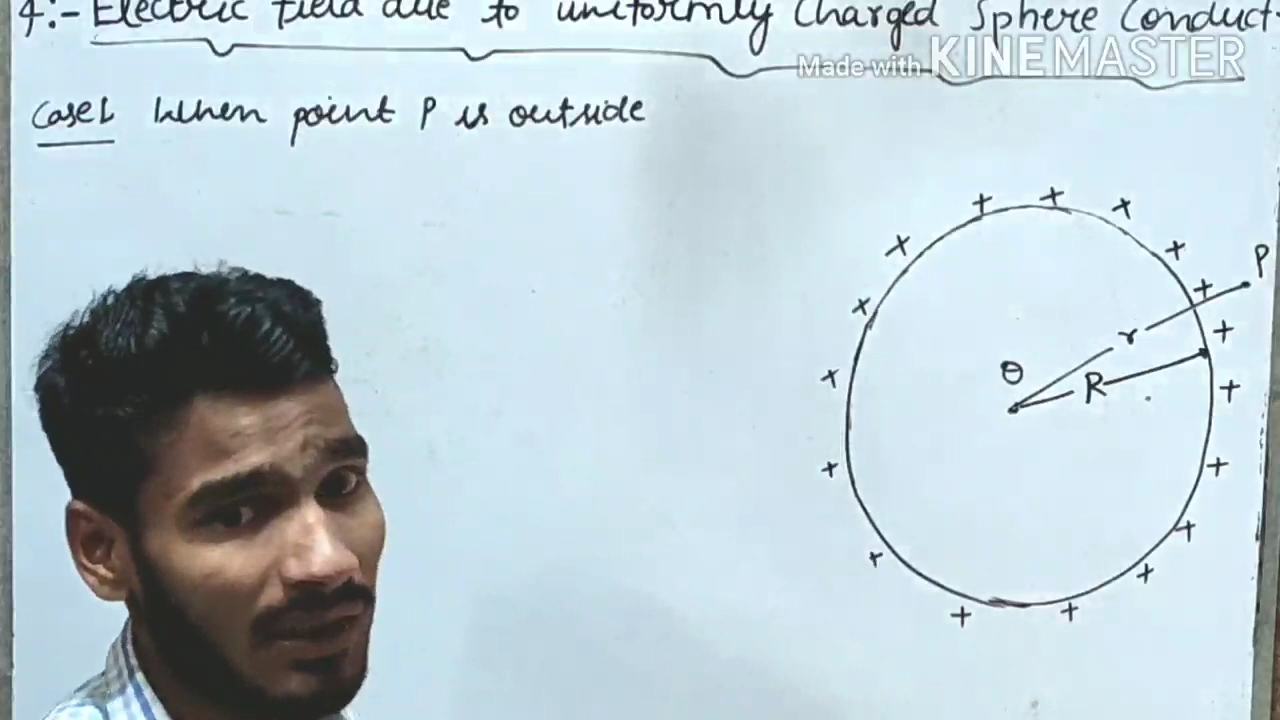 4:- Electric field due to uniformly Charged Sphere Conduct
Made with KINEMASTER
Case1 When point P is outside
P
r
R
θ